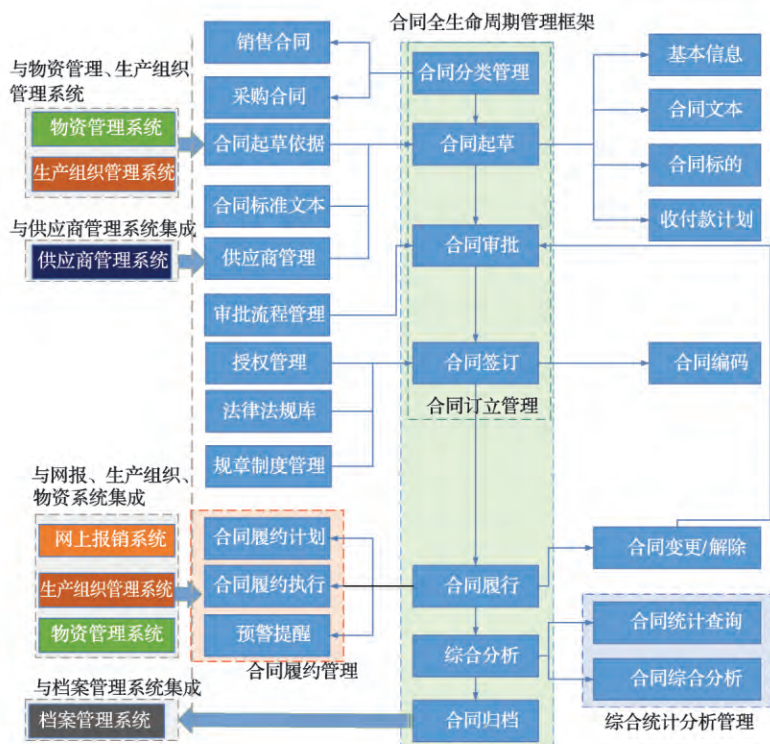 合同全生命周期管理框架
销售合同
合同分类管理
基本信息
与物资管理、生产组织
管理系统
采购合同
合同文本
物资管理系统
合同起草依据
合同起草
生产组织管理系统
合同标的
合同标准文本
收付款计划
与供应商管理系统集成
供应商管理系统
供应商管理
合同审批
审批流程管理
授权管理
合同签订
合同编码
法律法规库
合同订立管理
规章制度管理
与网报、生产组织、
物资系统集成
网上报销系统
合同履约计划
合同变更/解除
生产组织管理系统
合同履约执行
合同履行
物资管理系统
预警提醒
综合分析
合同统计查询
合同履约管理
合同综合分析
与档案管理系统集成
档案管理系统
合同归档
综合统计分析管理